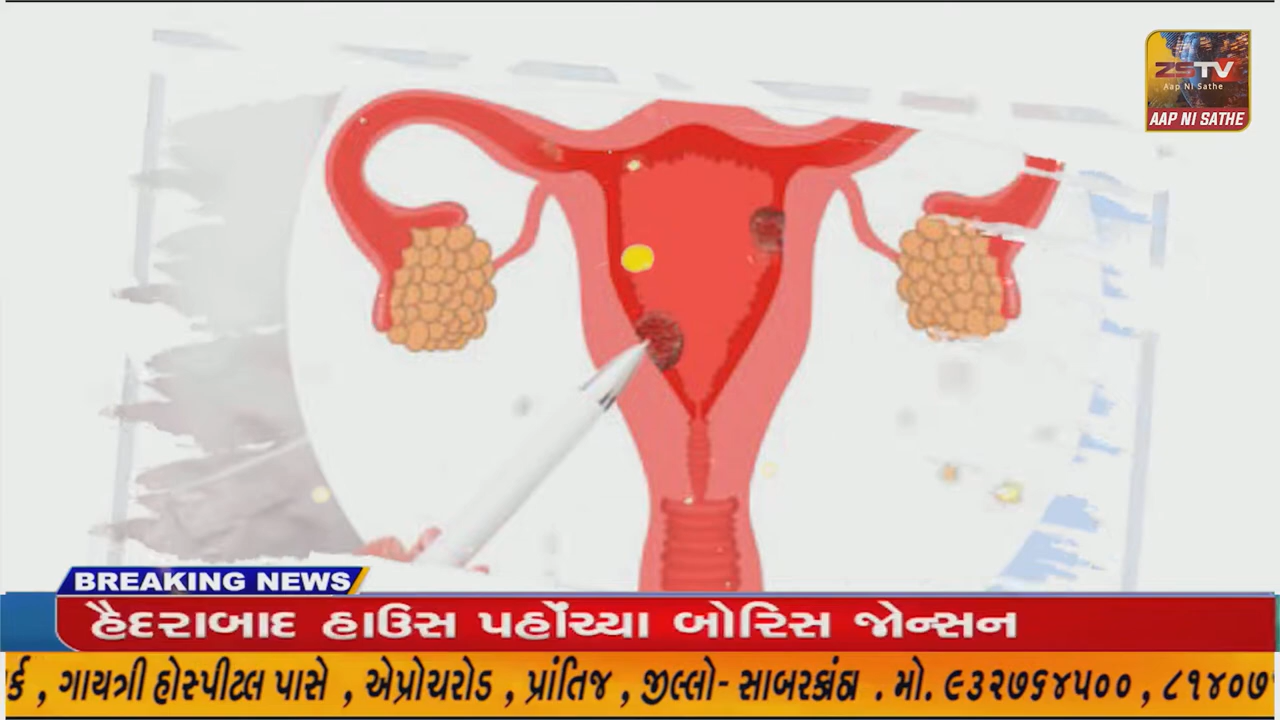 ZSTV
Aap Ni Sathe
AAP NI SATHE
BREAKING NEWS
હૈદરાબાદ હાઉસ પહોંચ્યા બોરિસ જોન્સન
ર્ક , ગાયત્રી હોસ્પીટલ પાસે , એપ્રોચરોડ , પ્રાંતિજ , જીલ્લો- સાબરકાંઠા . મો. ૯૩૨૭૬૪૫૦૦ , ૮૧૪૦૭